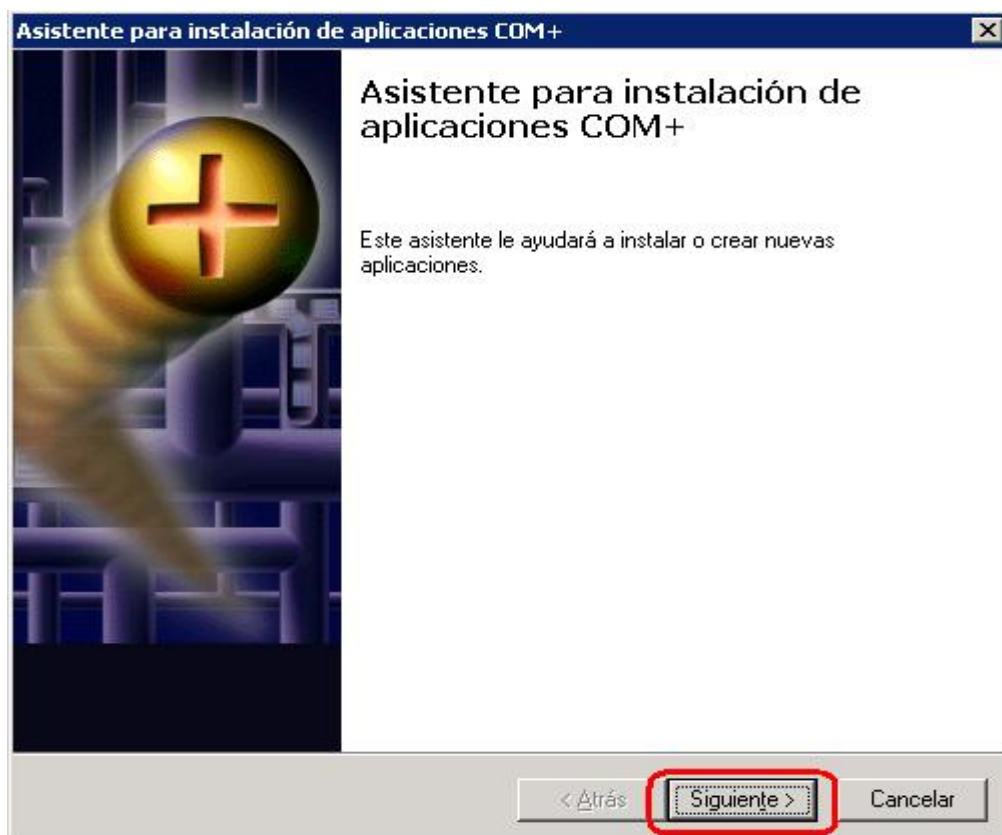 Asistente para instalación de aplicaciones COM+
Asistente para instalación de
aplicaciones COM+
Este asistente le ayudará a instalar o crear nuevas
aplicaciones.
< Atrás
Siguiente >
Cancelar